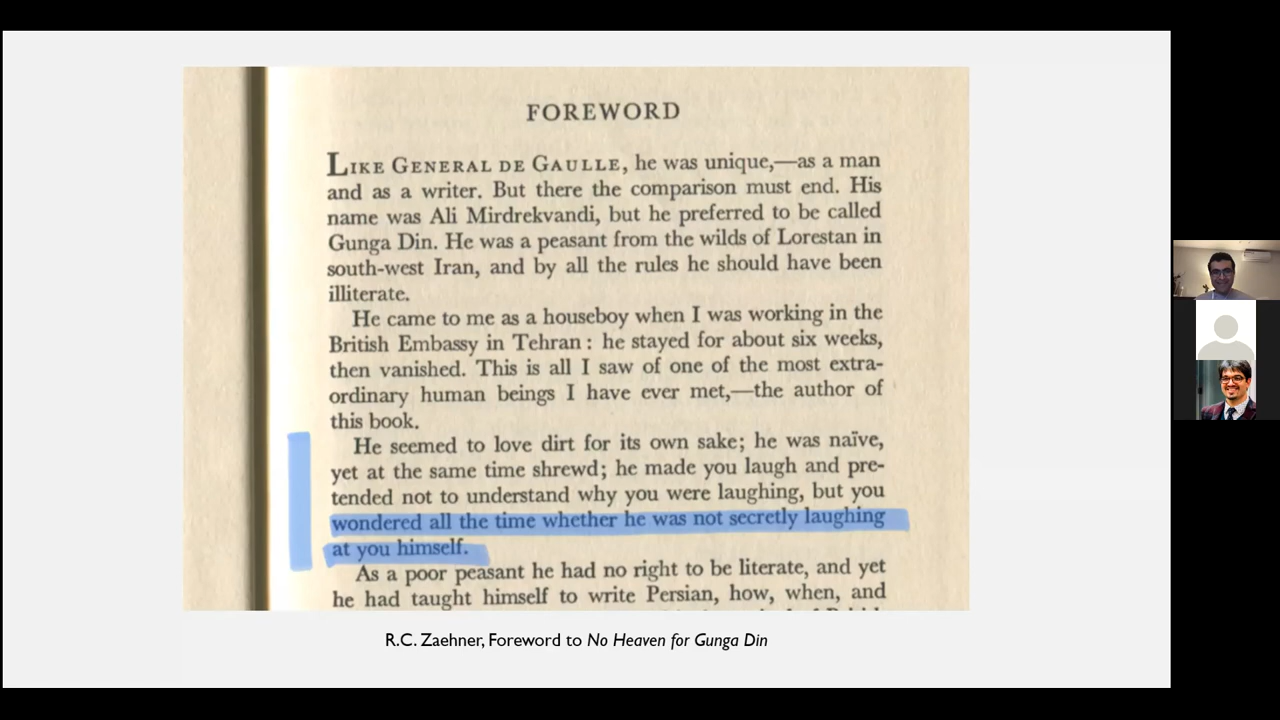 FOREWORD
LIKE GENERAL DE GAULLE, he was unique,—as a man
and as a writer. But there the comparison must end. His
name was Ali Mirdrekvandi, but he preferred to be called
Gunga Din. He was a peasant from the wilds of Lorestan in
south-west Iran, and by all the rules he should have been
illiterate.
He came to me as a houseboy when I was working in the
British Embassy in Tehran : he stayed for about six weeks,
then vanished. This is all I saw of one of the most extra-
ordinary human beings I have ever met,—the author of
this book.
He seemed to love dirt for its own sake; he was naïve,
yet at the same time shrewd; he made you laugh and pre-
tended not to understand why you were laughing, but you
wondered all the time whether he was not secretly laughing
at you himself.
As a poor peasant he had no right to be literate, and yet
he had taught himself to write Persian, how, when, and
R.C. Zaehner, Foreword to No Heaven for Gunga Din